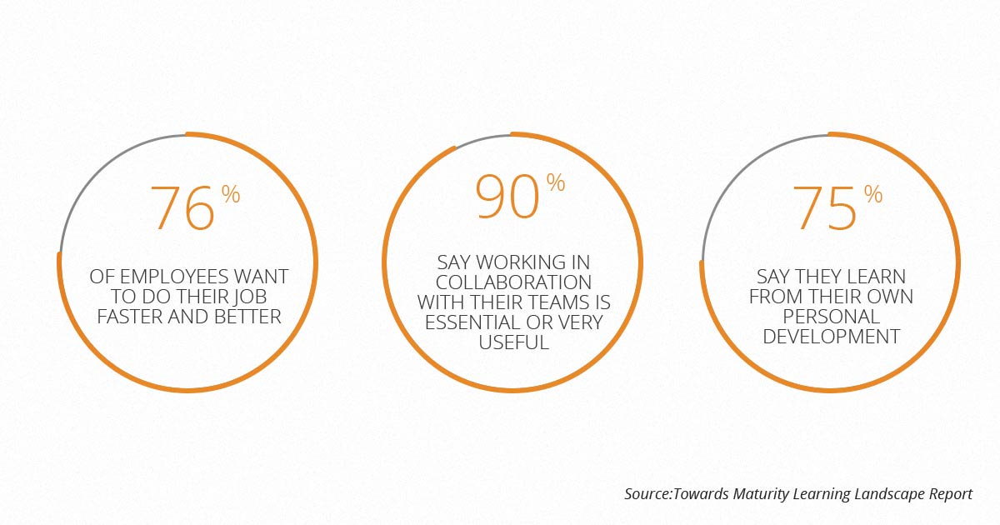 76%
OF EMPLOYEES WANT
TO DO THEIR JOB
FASTER AND BETTER
90%
SAY WORKING IN
COLLABORATION
WITH THEIR TEAMS IS
ESSENTIAL OR VERY
USEFUL
75%
SAY THEY LEARN
FROM THEIR OWN
PERSONAL
DEVELOPMENT
Source:Towards Maturity Learning Landscape Report